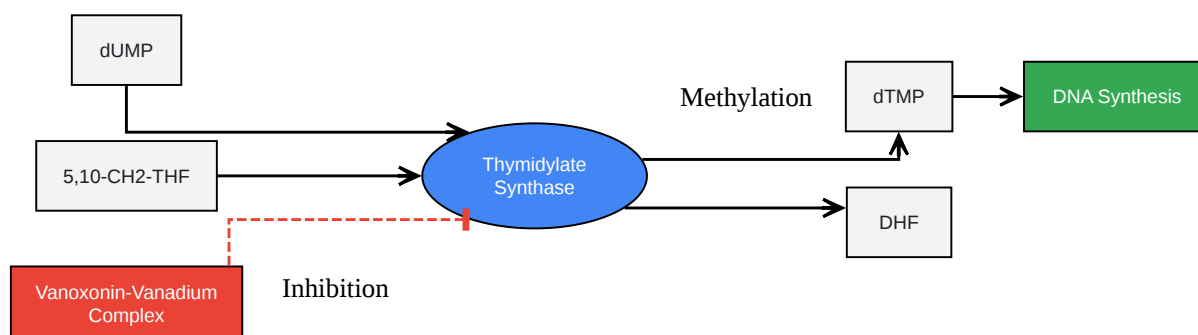 dUMP
Methylation
dTMP
DNA Synthesis
5,10-CH2-THF
Thymidylate
Synthase
DHF
Vanoxonin-Vanadium
Complex
Inhibition